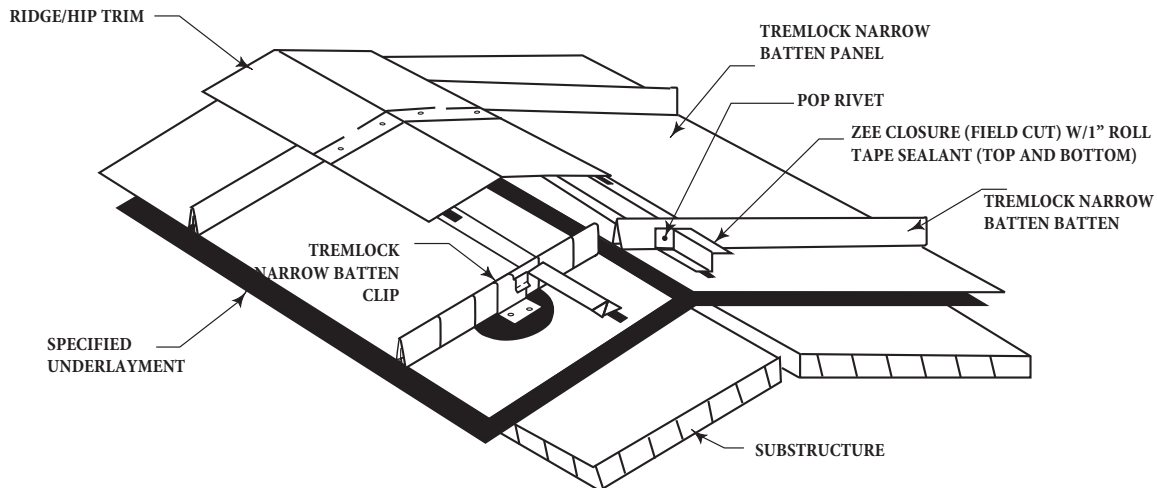 RIDGE/HIP TRIM
TREMLOCK NARROW
BATTEN PANEL
POP RIVET
ZEE CLOSURE (FIELD CUT) W/1” ROLL
TAPE SEALANT (TOP AND BOTTOM)
TREMLOCK NARROW
BATTEN BATTEN
TREMLOCK
NARROW BATTEN
CLIP
SPECIFIED
UNDERLAYMENT
SUBSTRUCTURE